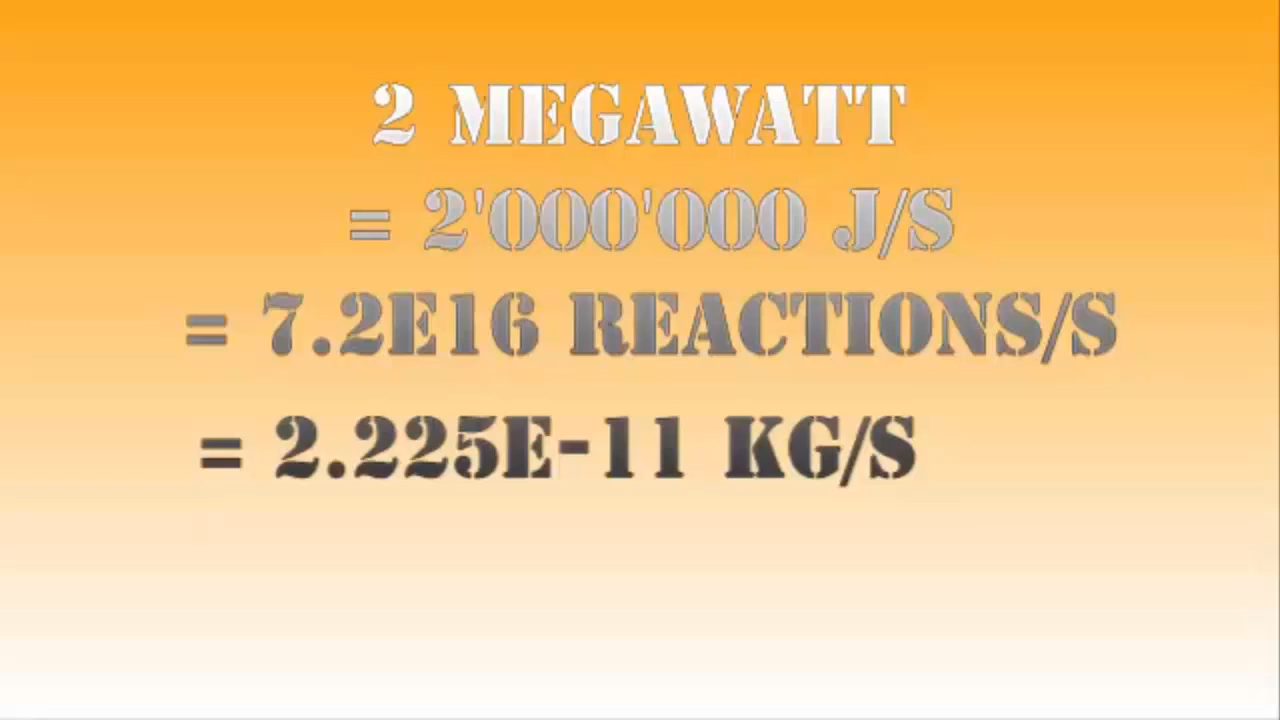 2 MEGAWATT
= 2'000'000 J/S
= 7.2E16 REACTIONS/S
= 2.225E-11 KG/S